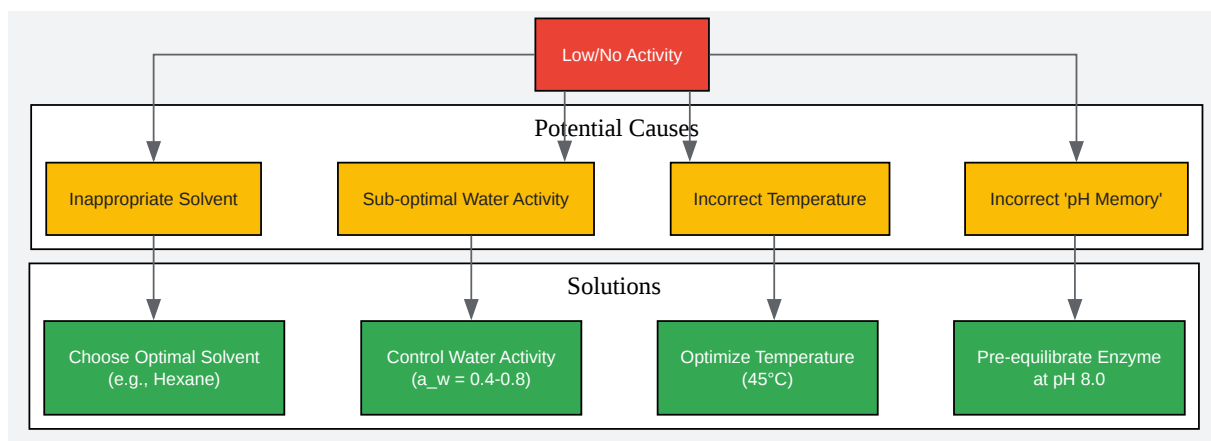 Low/No Activity
Potential Causes
Inappropriate Solvent
Sub-optimal Water Activity
Incorrect Temperature
Incorrect 'pH Memory'
Solutions
Choose Optimal Solvent
(e.g., Hexane)
Control Water Activity
(a_w = 0.4-0.8)
Optimize Temperature
(45°C)
Pre-equilibrate Enzyme
at pH 8.0